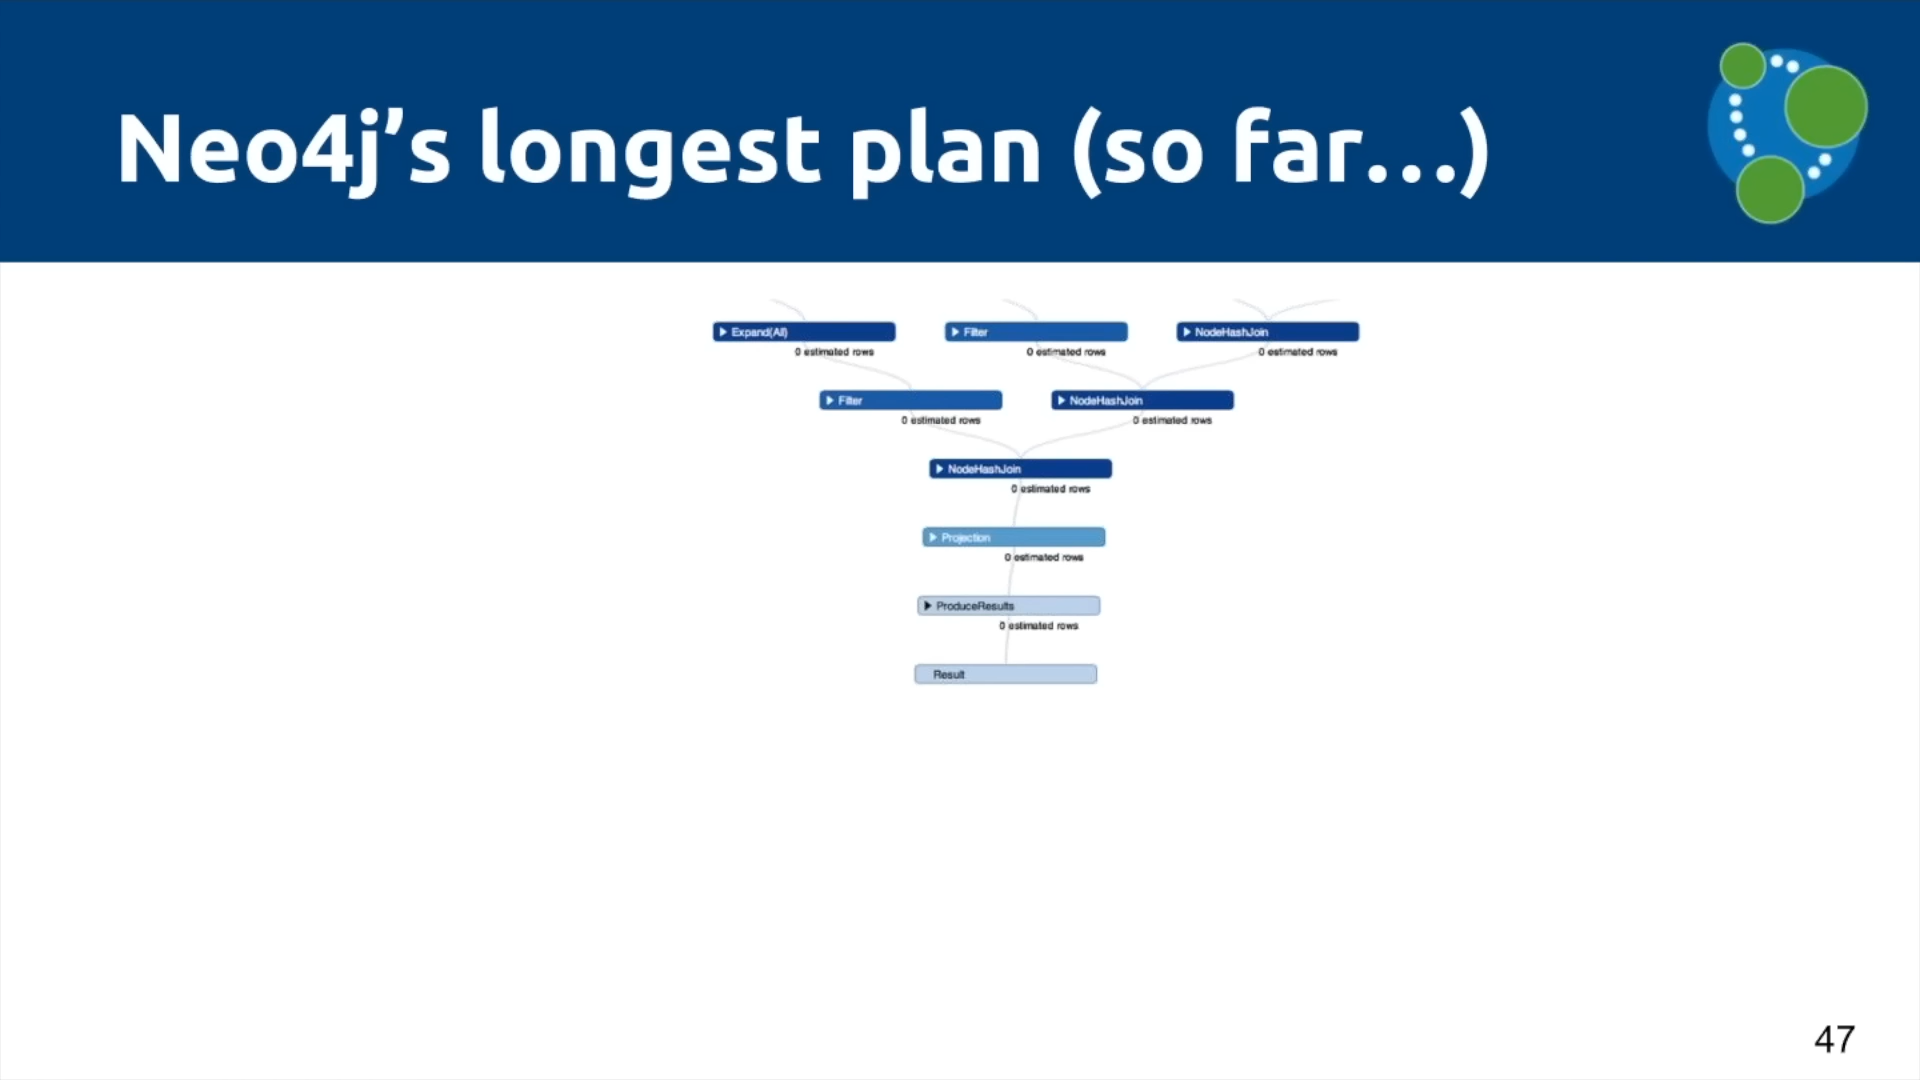 Neo4j’s longest plan (so far...)
Expand(All)
Filter
NodeHashJoin
0 estimated rows
0 estimated rows
0 estimated rows
Filter
NodeHashJoin
0 estimated rows
0 estimated rows
NodeHashJoin
0 estimated rows
Projection
0 estimated rows
ProduceResults
0 estimated rows
Result
47